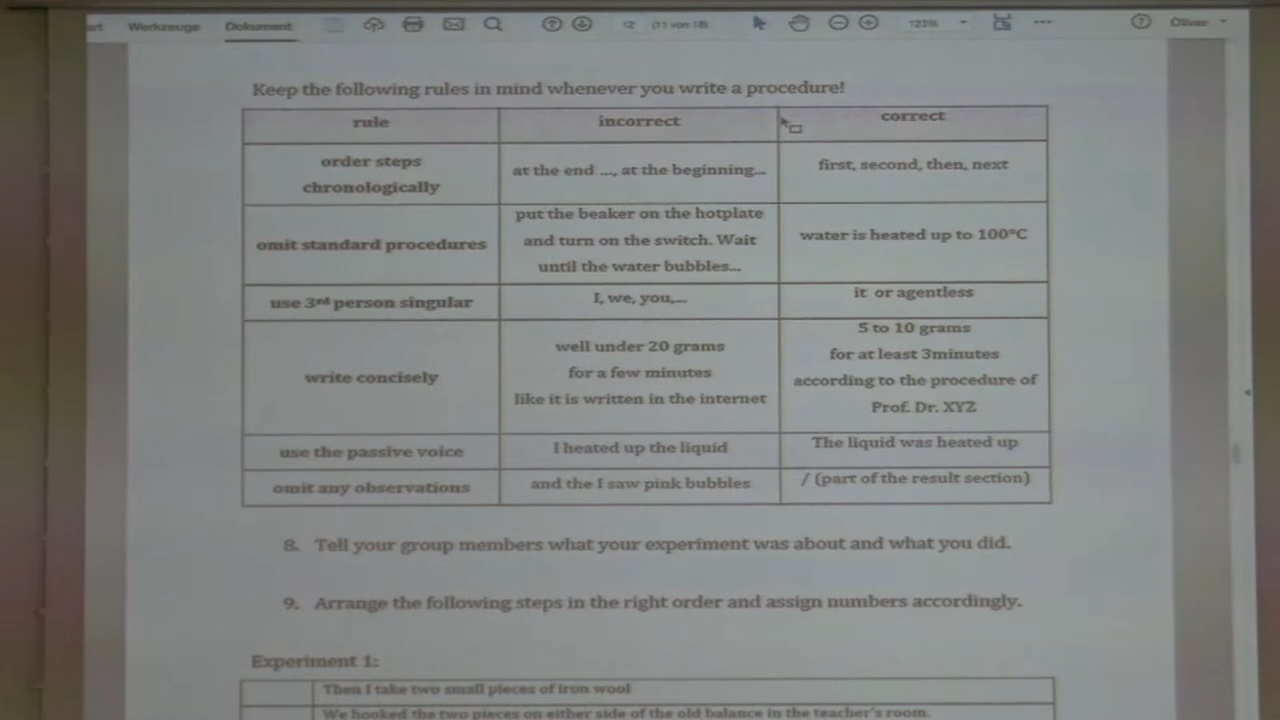 Werkzeuge Dokument 12 (11 von 18) 123% Oliver
Keep the following rules in mind whenever you write a procedure!
rule incorrect correct
order steps chronologically at the end ..., at the beginning... first, second, then, next
omit standard procedures put the beaker on the hotplate and turn on the switch. Wait until the water bubbles... water is heated up to 100°C
use 3rd person singular I, we, you,... it or agentless
write concisely well under 20 grams for a few minutes like it is written in the internet 5 to 10 grams for at least 3minutes according to the procedure of Prof. Dr. XYZ
use the passive voice I heated up the liquid The liquid was heated up
omit any observations and the I saw pink bubbles / (part of the result section)
8. Tell your group members what your experiment was about and what you did.
9. Arrange the following steps in the right order and assign numbers accordingly.
Experiment 1:
Then I take two small pieces of iron wool
We hooked the two pieces on either side of the old balance in the teacher's room.